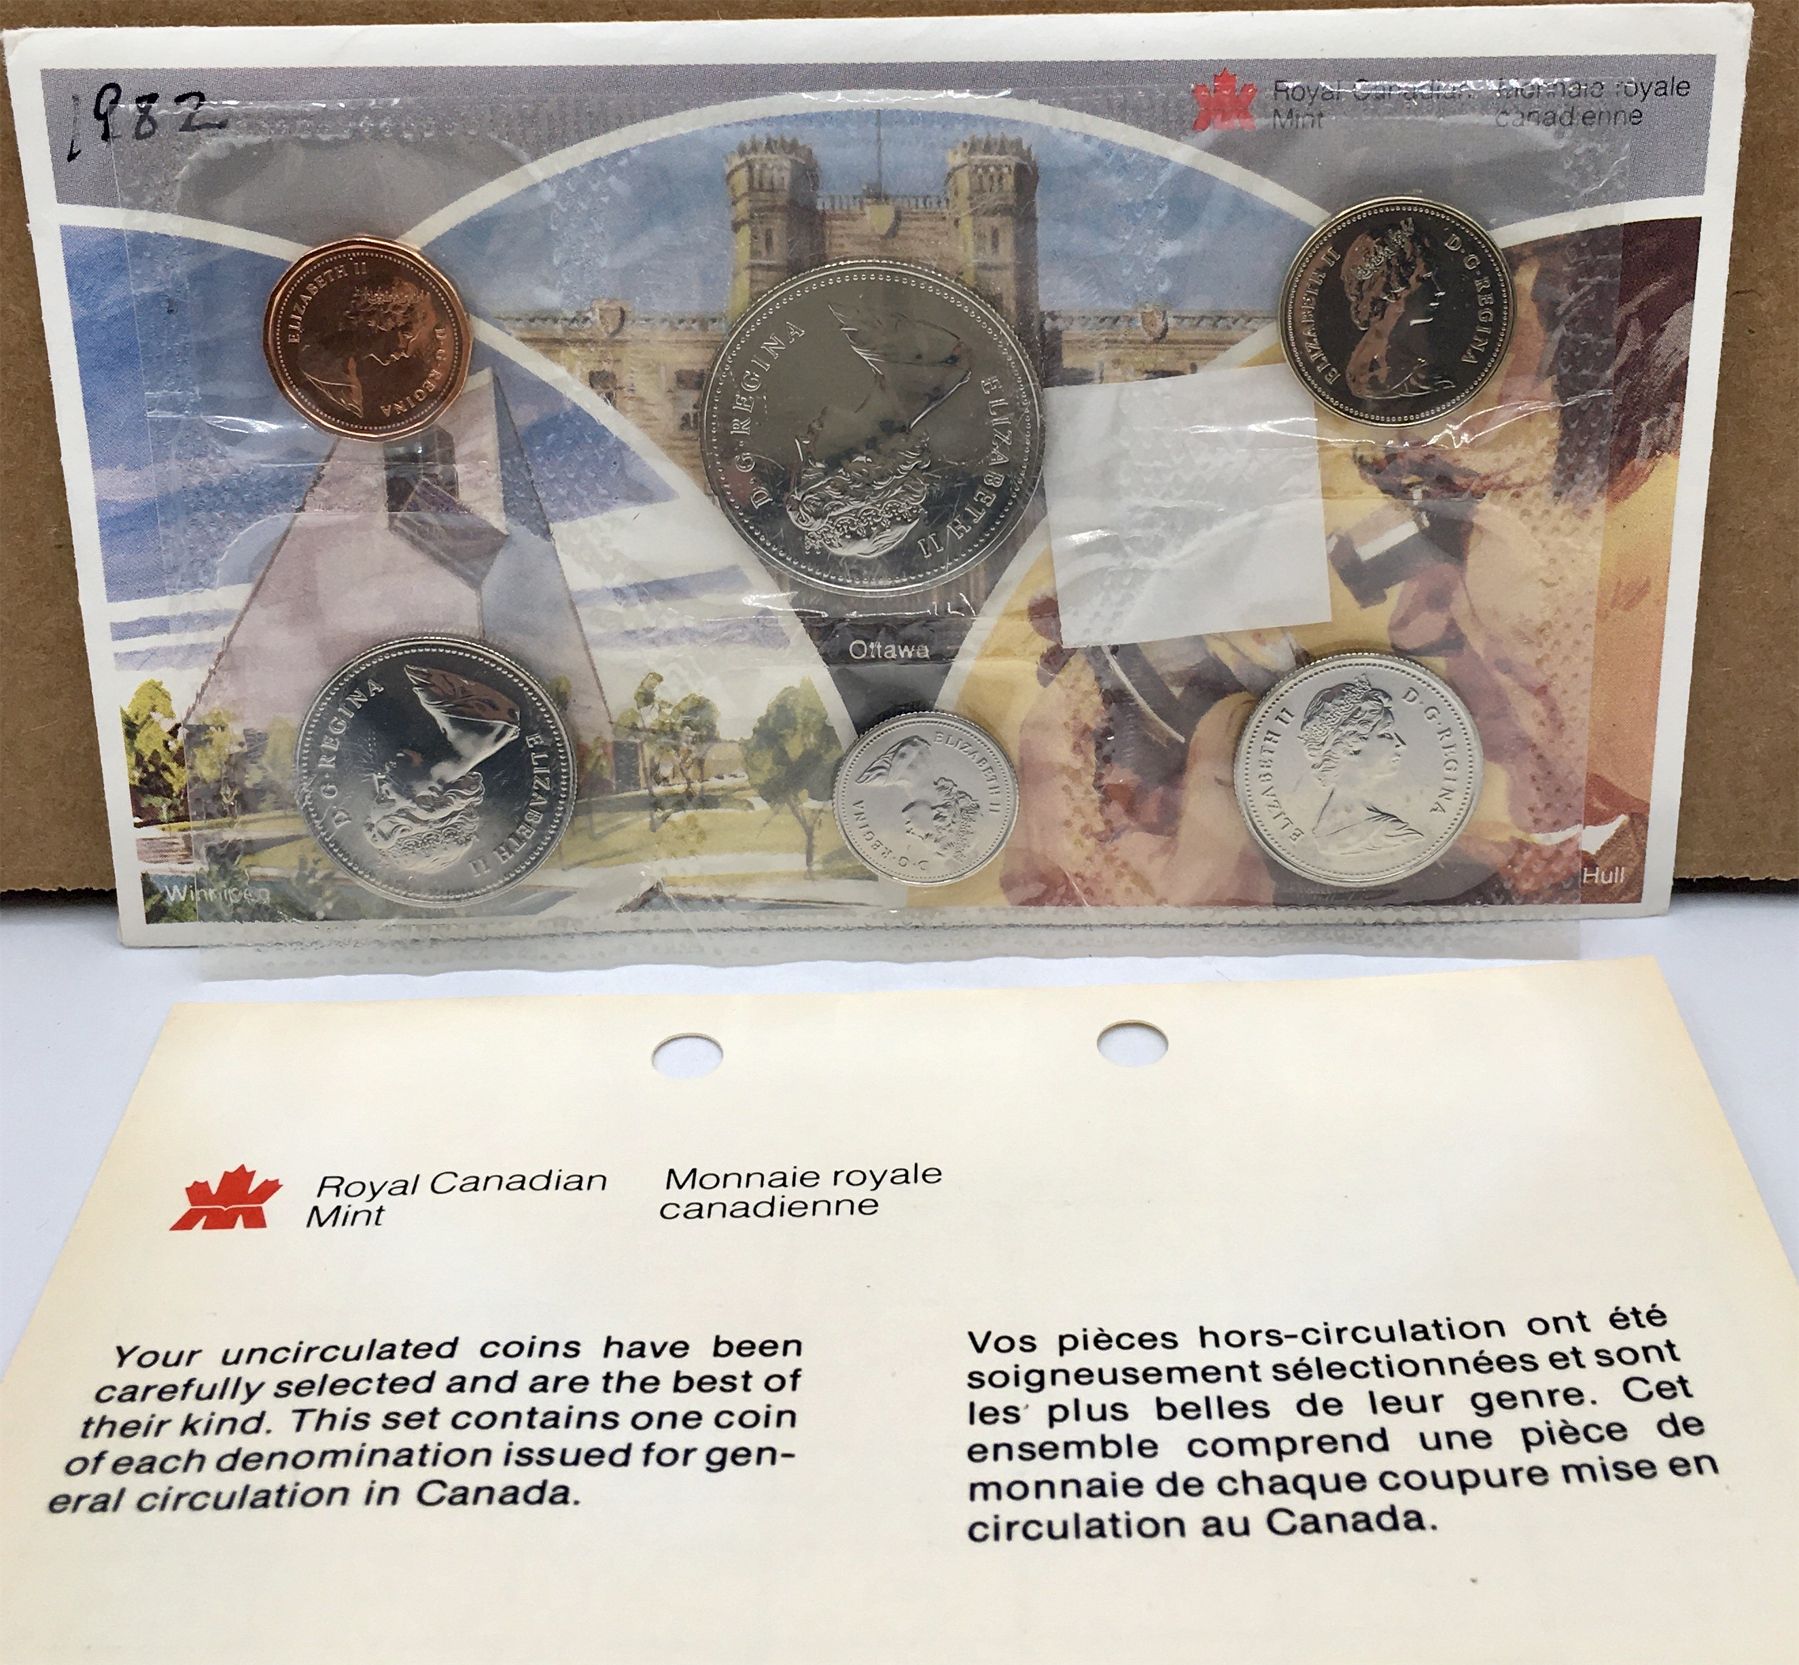 1982
Royal Canadian Mint
Monnaie royale canadienne
ELIZABETH II D·G·REGINA
ELIZABETH II D·G·REGINA
ELIZABETH II D·G·REGINA
Ottawa
ELIZABETH II D·G·REGINA
ELIZABETH II D·G·REGINA
ELIZABETH II D·G·REGINA
Winnipeg
Hull
Royal Canadian
Mint
Monnaie royale
canadienne
Your uncirculated coins have been
carefully selected and are the best of
their kind. This set contains one coin
of each denomination issued for gen-
eral circulation in Canada.
Vos pièces hors-circulation ont été
soigneusement sélectionnées et sont
les plus belles de leur genre. Cet
ensemble comprend une pièce de
monnaie de chaque coupure mise en
circulation au Canada.